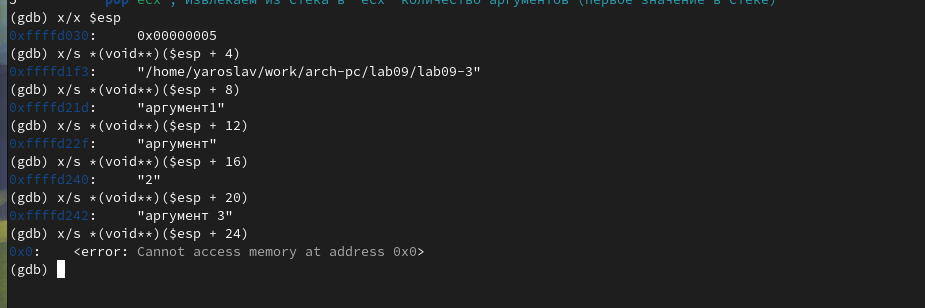 5 pop ecx ; Извлекаем из стека в `ecx` количество аргументов (первое значение в стеке)
(gdb) x/x $esp
0xffffd030: 0x00000005
(gdb) x/s *(void**)($esp + 4)
0xffffd1f3: "/home/yaroslav/work/arch-pc/lab09/lab09-3"
(gdb) x/s *(void**)($esp + 8)
0xffffd21d: "аргумент1"
(gdb) x/s *(void**)($esp + 12)
0xffffd22f: "аргумент"
(gdb) x/s *(void**)($esp + 16)
0xffffd240: "2"
(gdb) x/s *(void**)($esp + 20)
0xffffd242: "аргумент 3"
(gdb) x/s *(void**)($esp + 24)
0x0: <error: Cannot access memory at address 0x0>
(gdb)